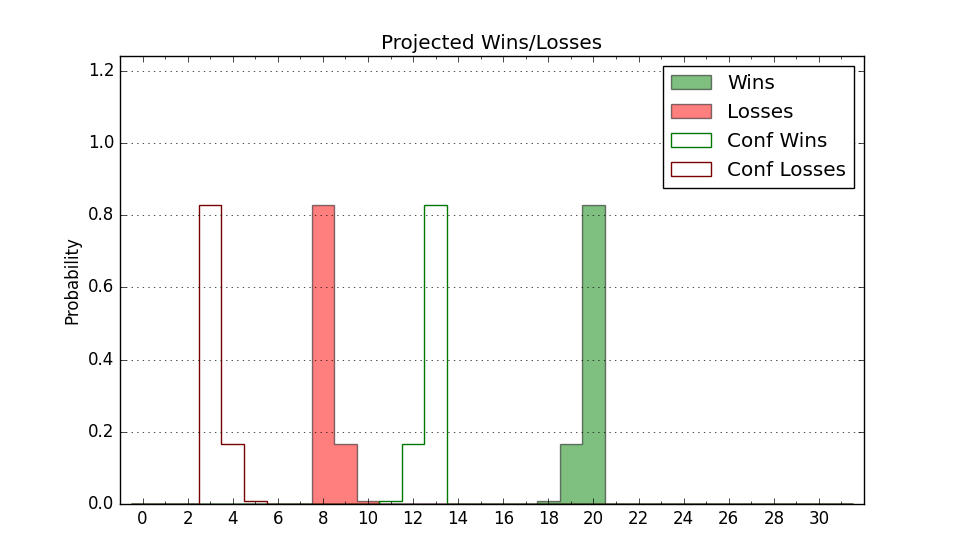 Projected Wins/Losses
1.2
1.0
0.8
0.6
0.4
0.2
0.0
Probability
Wins
Losses
Conf Wins
Conf Losses
0 2 4 6 8 10 12 14 16 18 20 22 24 26 28 30